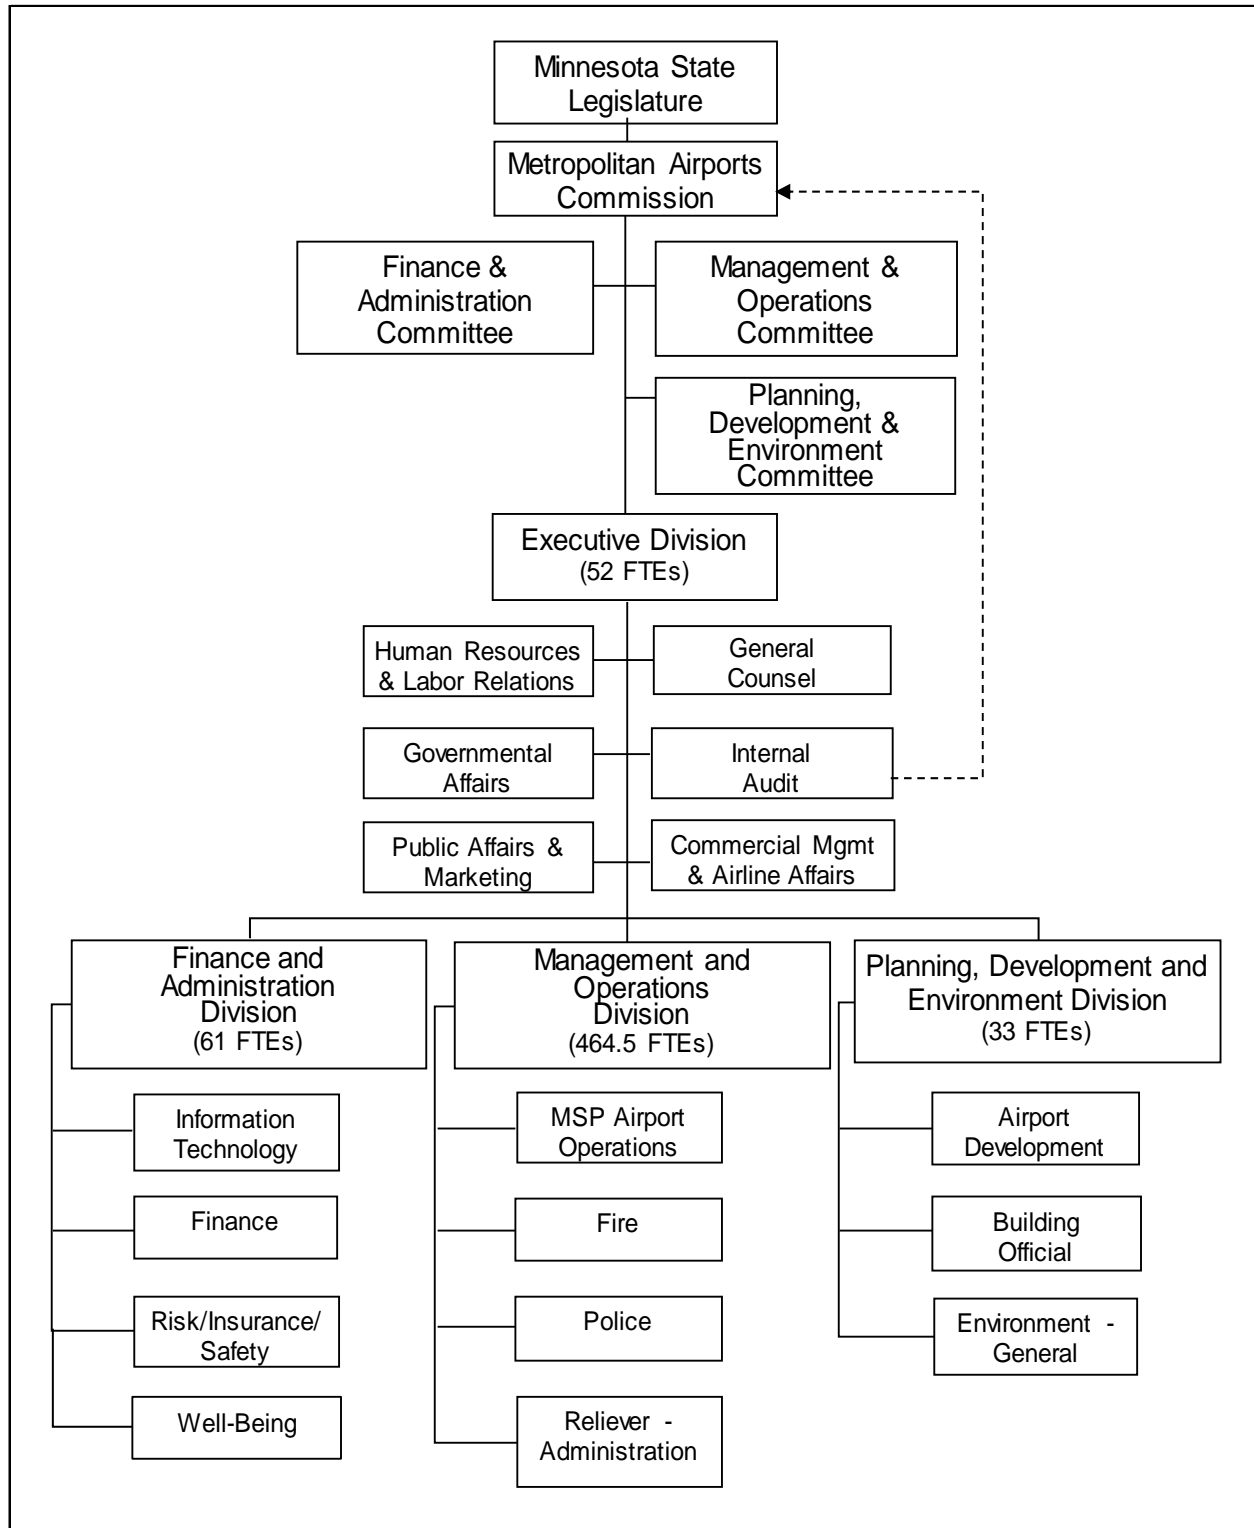 Minnesota State
Legislature
Metropolitan Airports
Commission
Finance &
Administration
Committee
Management &
Operations
Committee
Planning,
Development &
Environment
Committee
Executive Division
(52 FTEs)
Human Resources
& Labor Relations
General
Counsel
Governmental
Affairs
Internal
Audit
Public Affairs &
Marketing
Commercial Mgmt
& Airline Affairs
Finance and
Administration
Division
(61 FTEs)
Management and
Operations
Division
(464.5 FTEs)
Planning, Development and
Environment Division
(33 FTEs)
Information
Technology
Finance
Risk/Insurance/
Safety
Well-Being
MSP Airport
Operations
Fire
Police
Reliever -
Administration
Airport
Development
Building
Official
Environment -
General